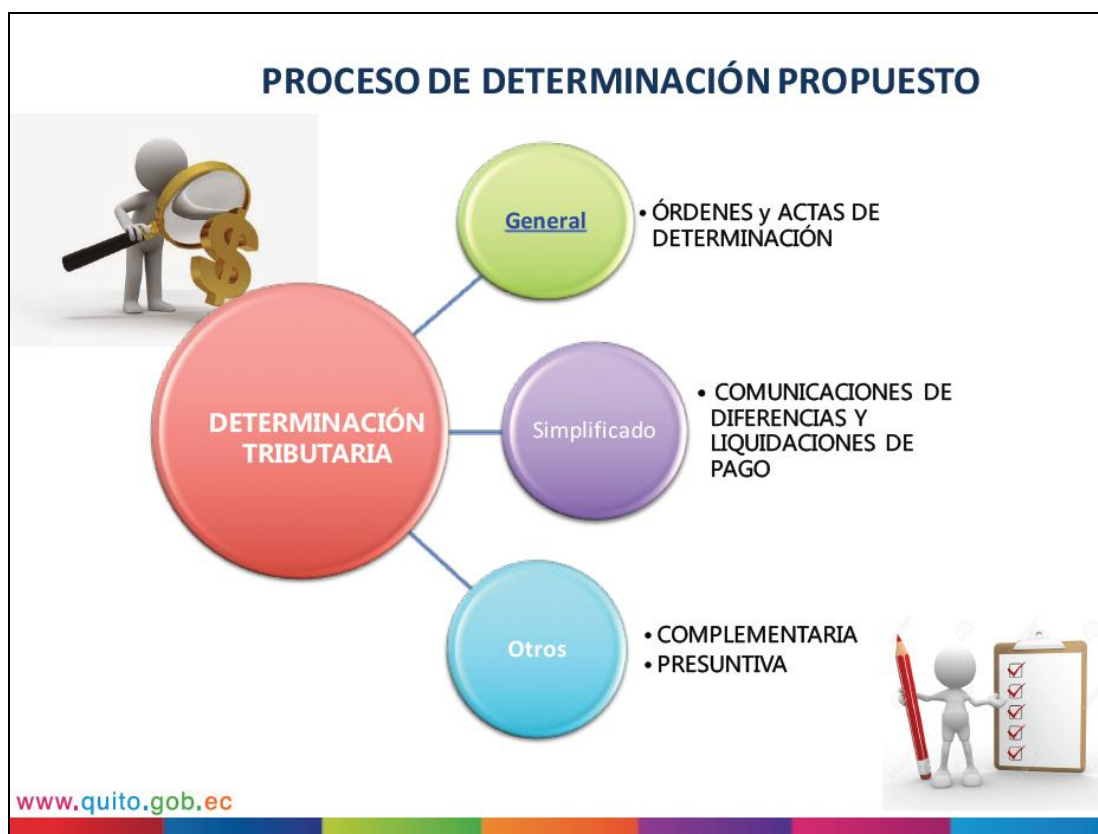 PROCESO DE DETERMINACIÓN PROPUESTO
General
• ÓRDENES y ACTAS DE
DETERMINACIÓN
DETERMINACIÓN
TRIBUTARIA
Simplificado
• COMUNICACIONES DE
DIFERENCIAS Y
LIQUIDACIONES DE
PAGO
Otros
• COMPLEMENTARIA
• PRESUNTIVA
www.quito.gob.ec